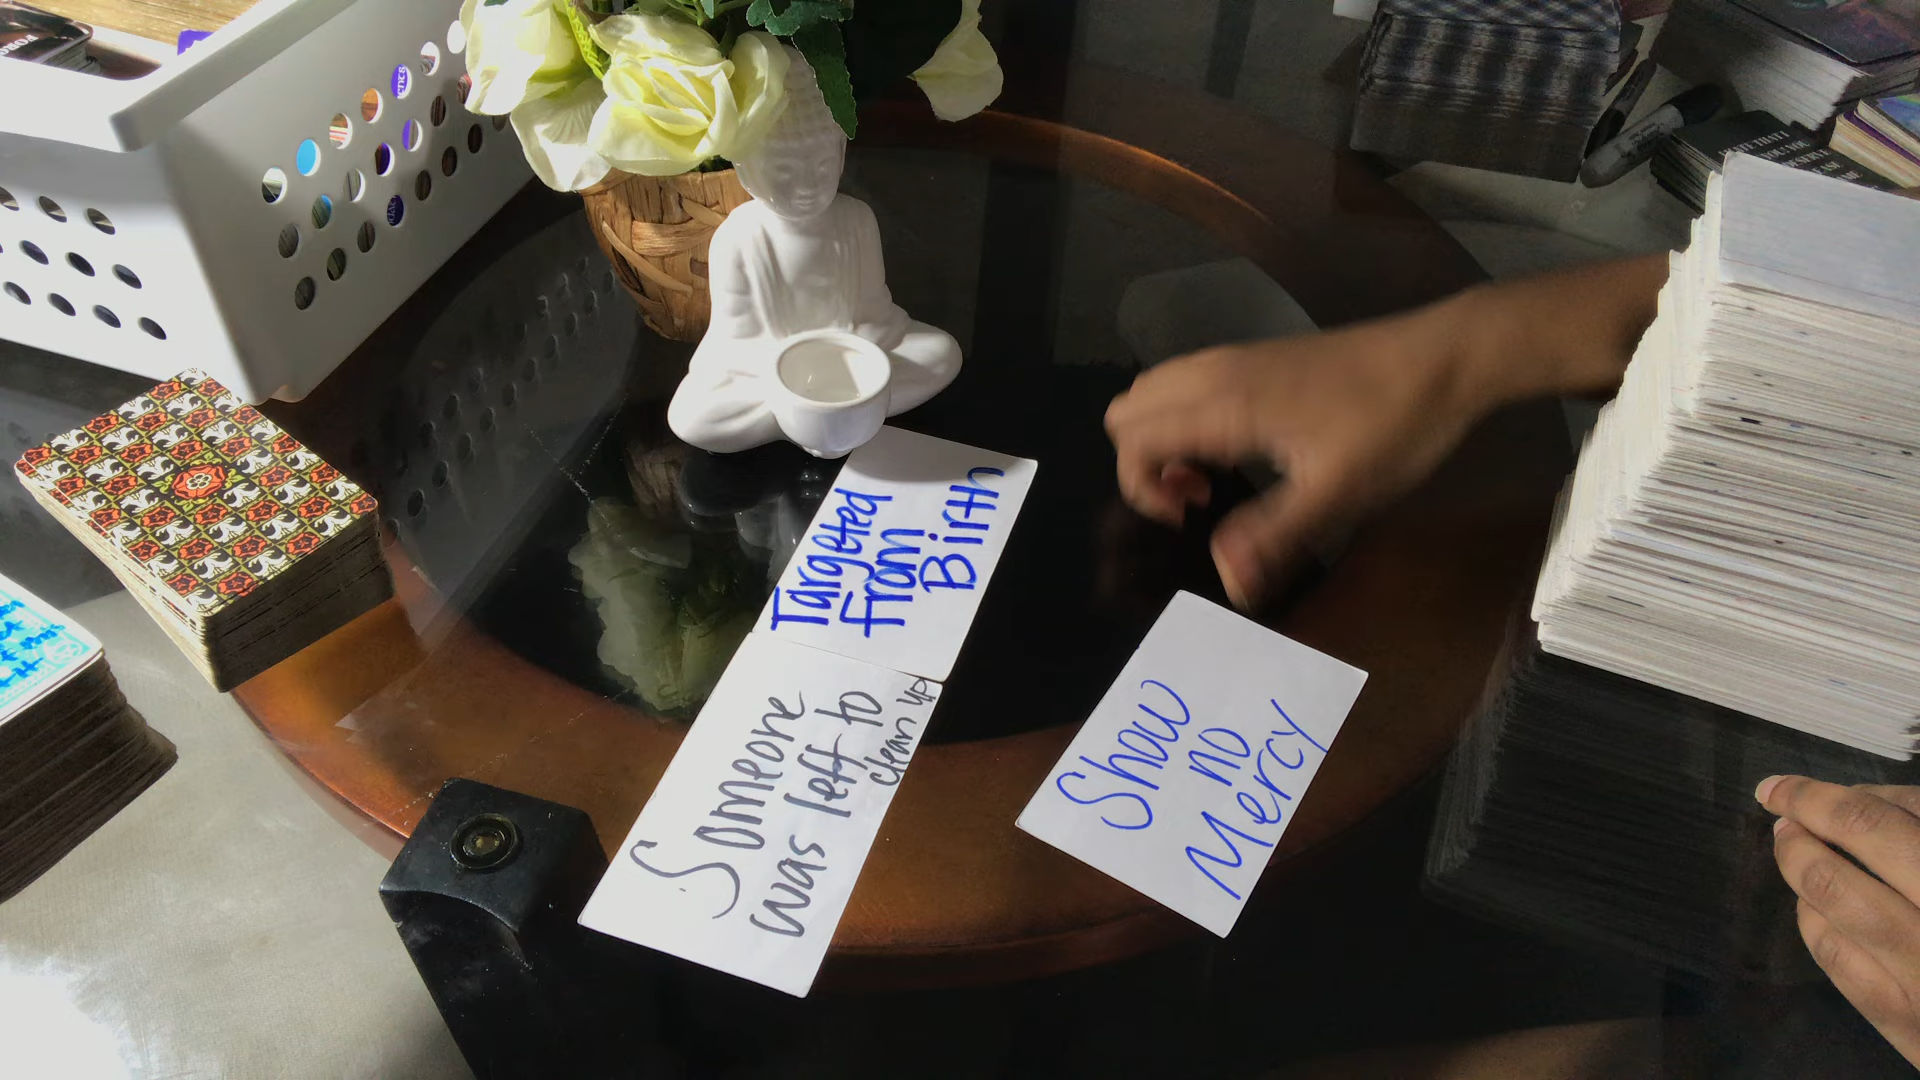 Targeted
From
Birth
Someone
was left to
clean up
Show
no
Mercy